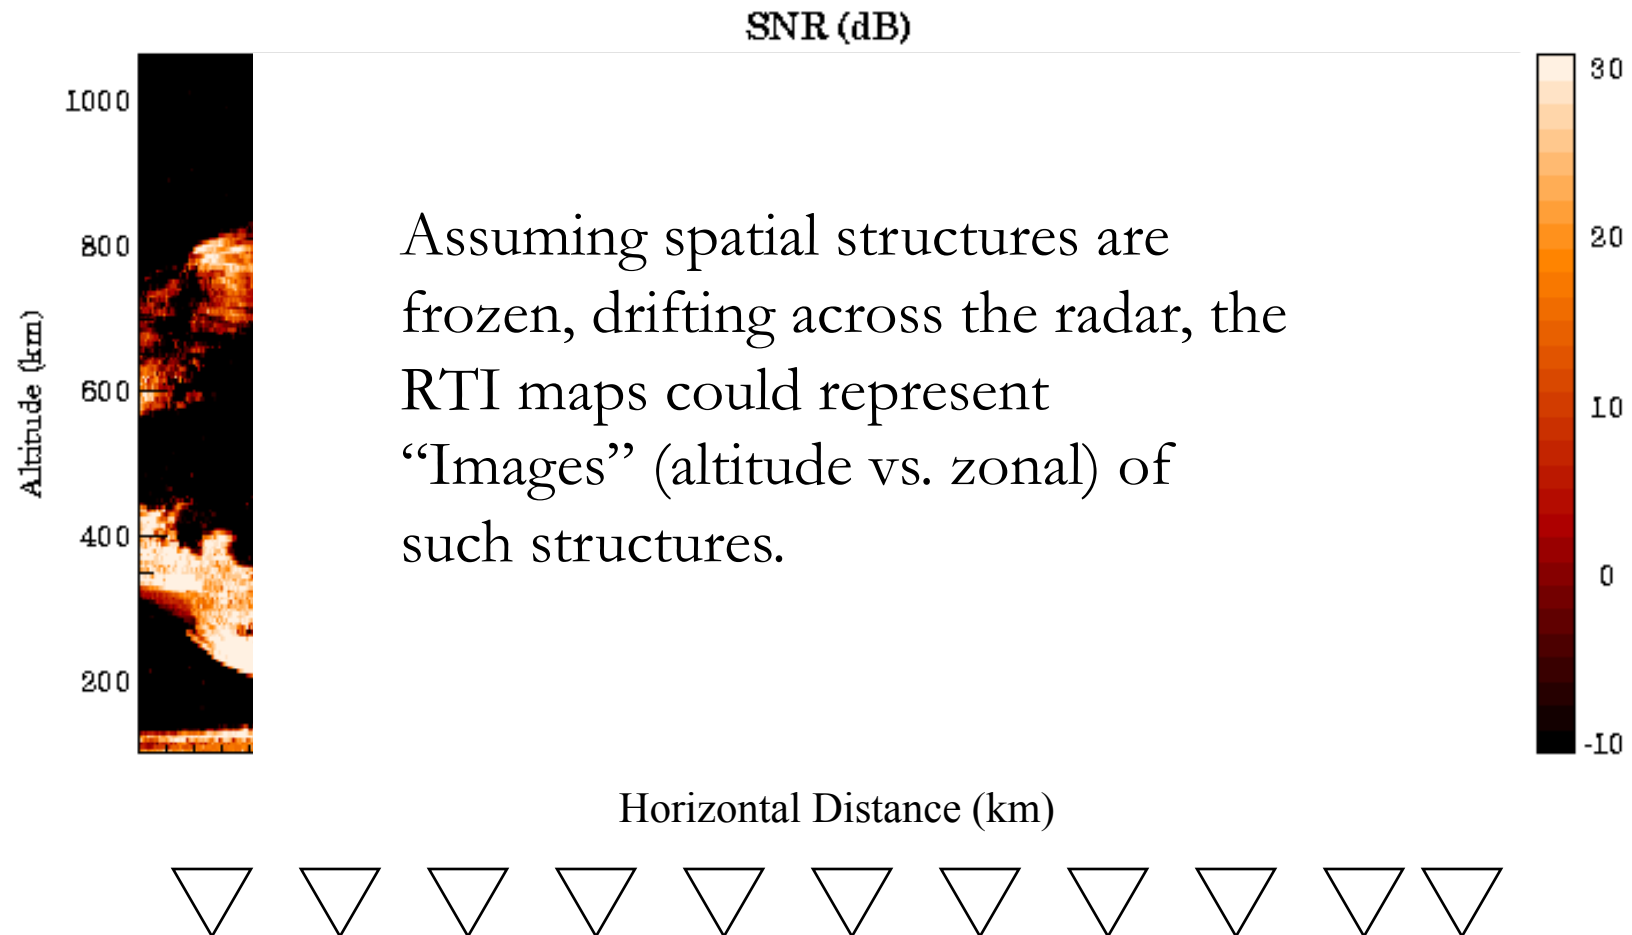 SNR (dB)
1000
800
600
400
200
Altitude (km)
Assuming spatial structures are
frozen, drifting across the radar, the
RTI maps could represent
“Images” (altitude vs. zonal) of
such structures.
30
20
10
0
-10
Horizontal Distance (km)